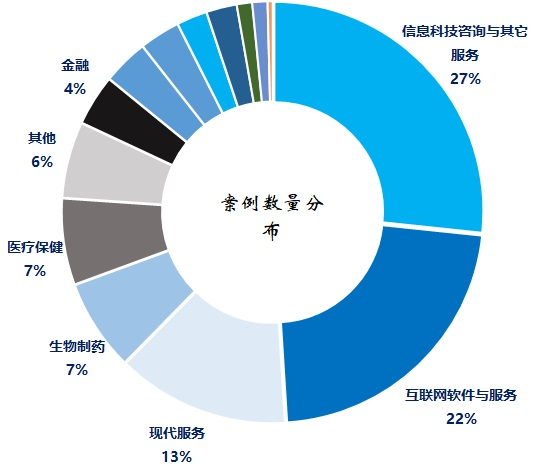 信息科技咨询与其它
服务
27%
金融
4%
其他
6%
案例数量分
布
医疗保健
7%
生物制药
7%
互联网软件与服务
22%
现代服务
13%